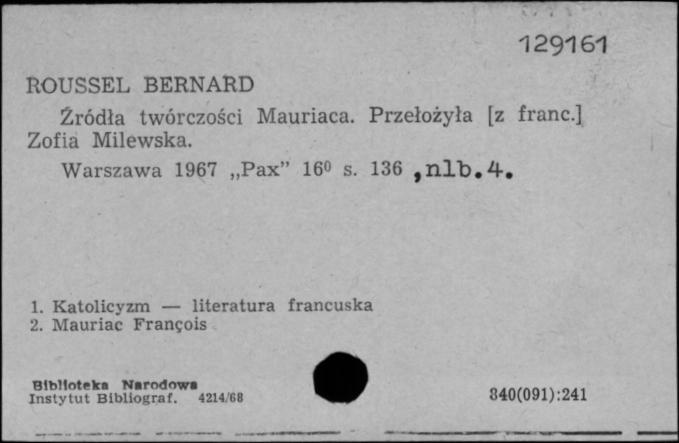 129161
ROUSSEL BERNARD
Źródła twórczości Mauriaca. Przełożyła [z franc.]
Zofia Milewska.
Warszawa 1967 „Pax” 16⁰ s. 136 ,nlb.4.
1. Katolicyzm — literatura francuska
2. Mauriac François
Biblioteka Narodowa
Instytut Bibliograf. 4214/68
840(091):241